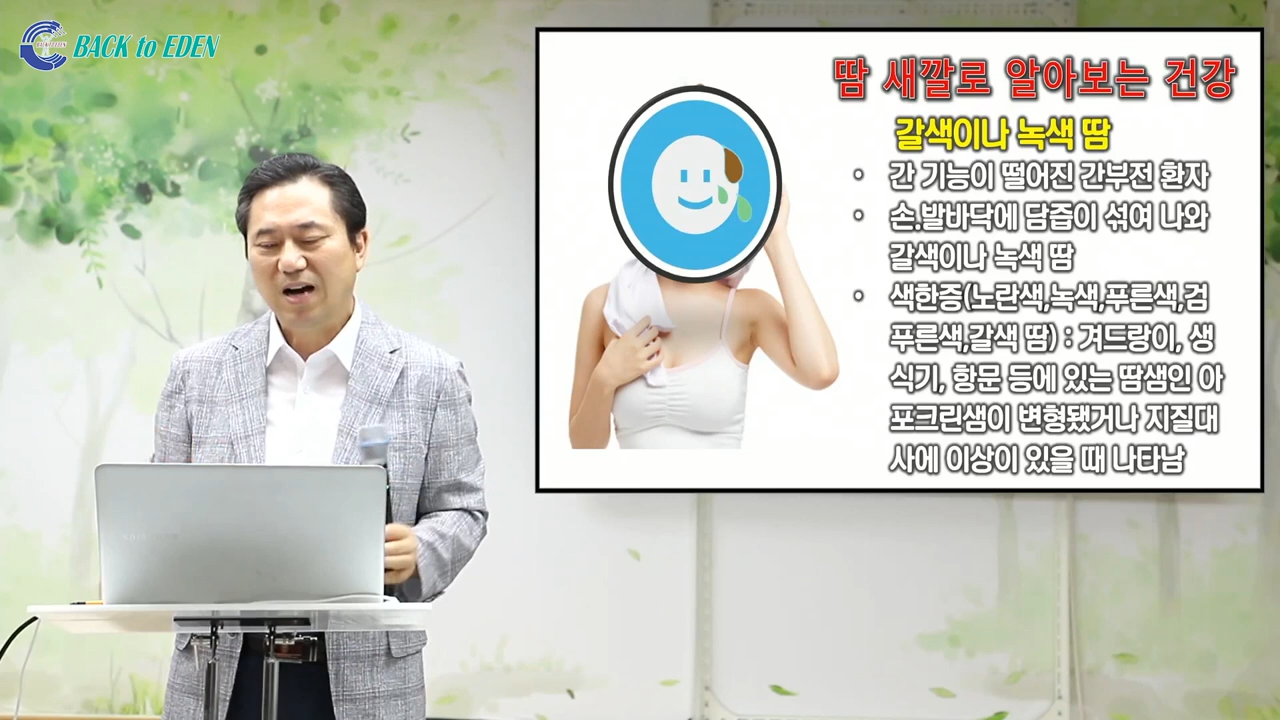 BACK to EDEN
땀 새깔로 알아보는 건강
갈색이나 녹색 땀
• 간 기능이 떨어진 간부전 환자
• 손.발바닥에 담즙이 섞여 나와
갈색이나 녹색 땀
• 색한증(노란색,녹색,푸른색,검
푸른색,갈색 땀) : 겨드랑이, 생
식기, 항문 등에 있는 땀샘인 아
포크린샘이 변형됐거나 지질대
사에 이상이 있을 때 나타남